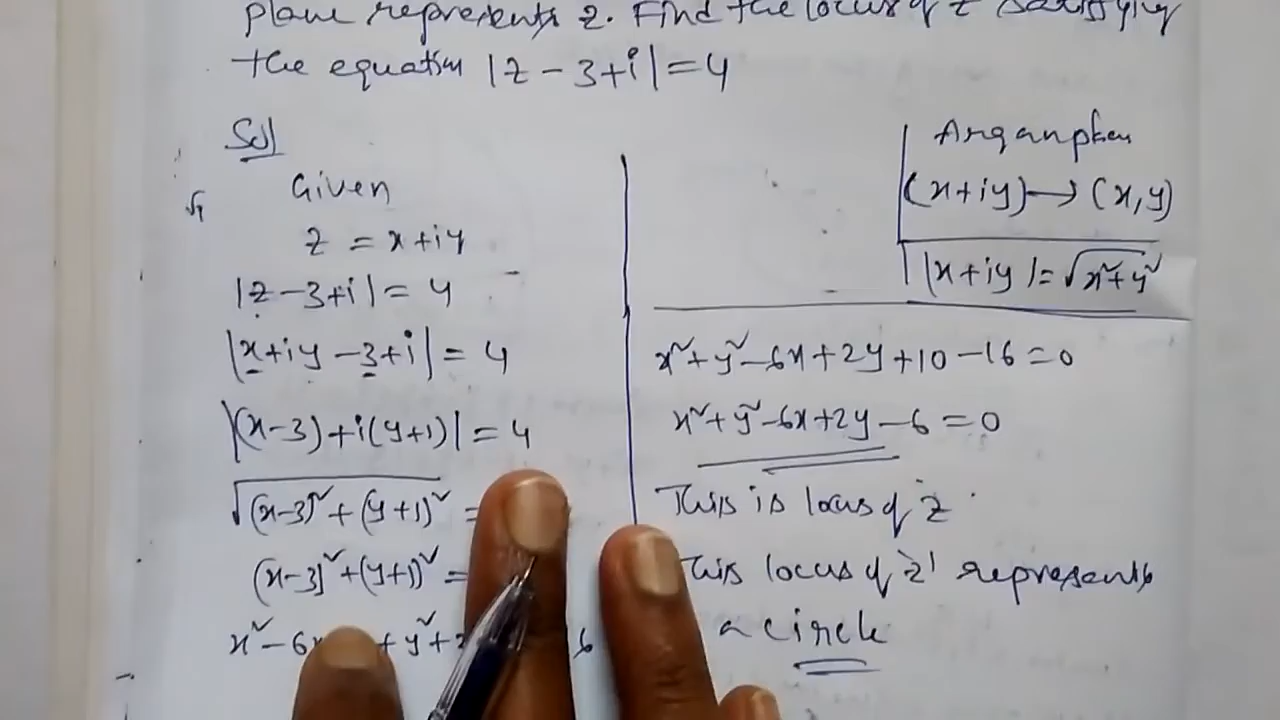 plane represents z. Find the locus of z satisfying
the equation |z - 3+i| = 4
Sol
Given
z = x+iy
|z - 3+i| = 4
|x+iy - 3+i| = 4
|(x-3)+i(y+1)| = 4
√(x-3)²+(y+1)² =
(x-3)²+(y+1)² =
x² - 6 + y² + 6
(x+iy) → (x,y)
|x+iy| = √x²+y²
x²+y²-6x+2y+10-16=0
x²+y²-6x+2y-6=0
This is locus of z.
This locus of 'z' represents
a circle